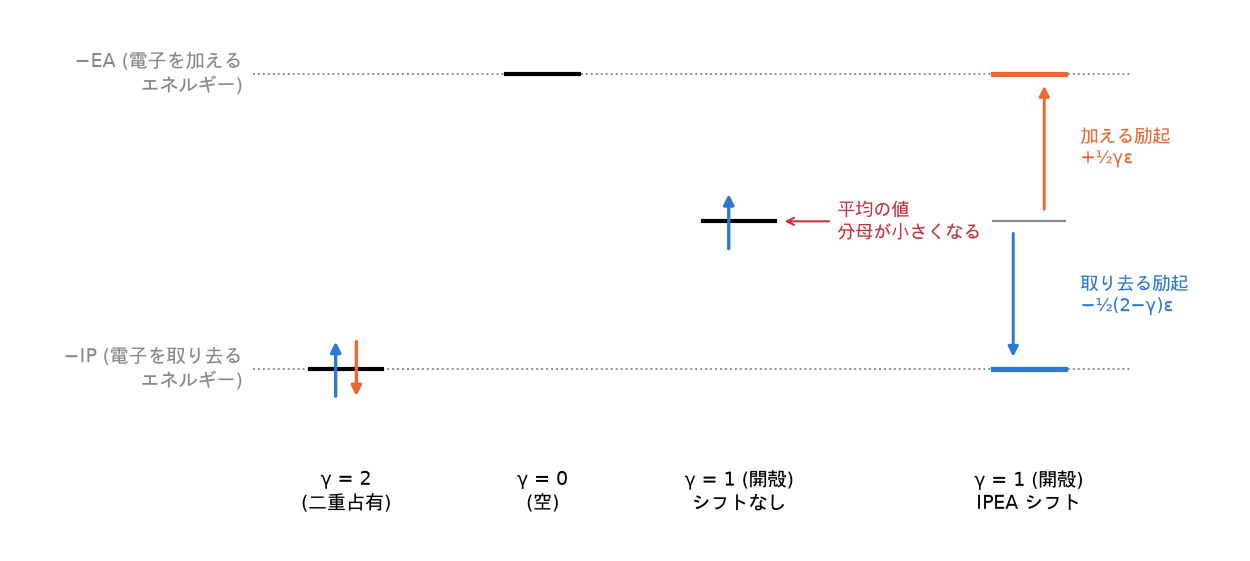 −EA (電子を加える
エネルギー)
加える励起
+½γε
平均の値
分母が小さくなる
取り去る励起
−½(2−γ)ε
−IP (電子を取り去る
エネルギー)
γ = 2
(二重占有)
γ = 0
(空)
γ = 1 (開殻)
シフトなし
γ = 1 (開殻)
IPEA シフト